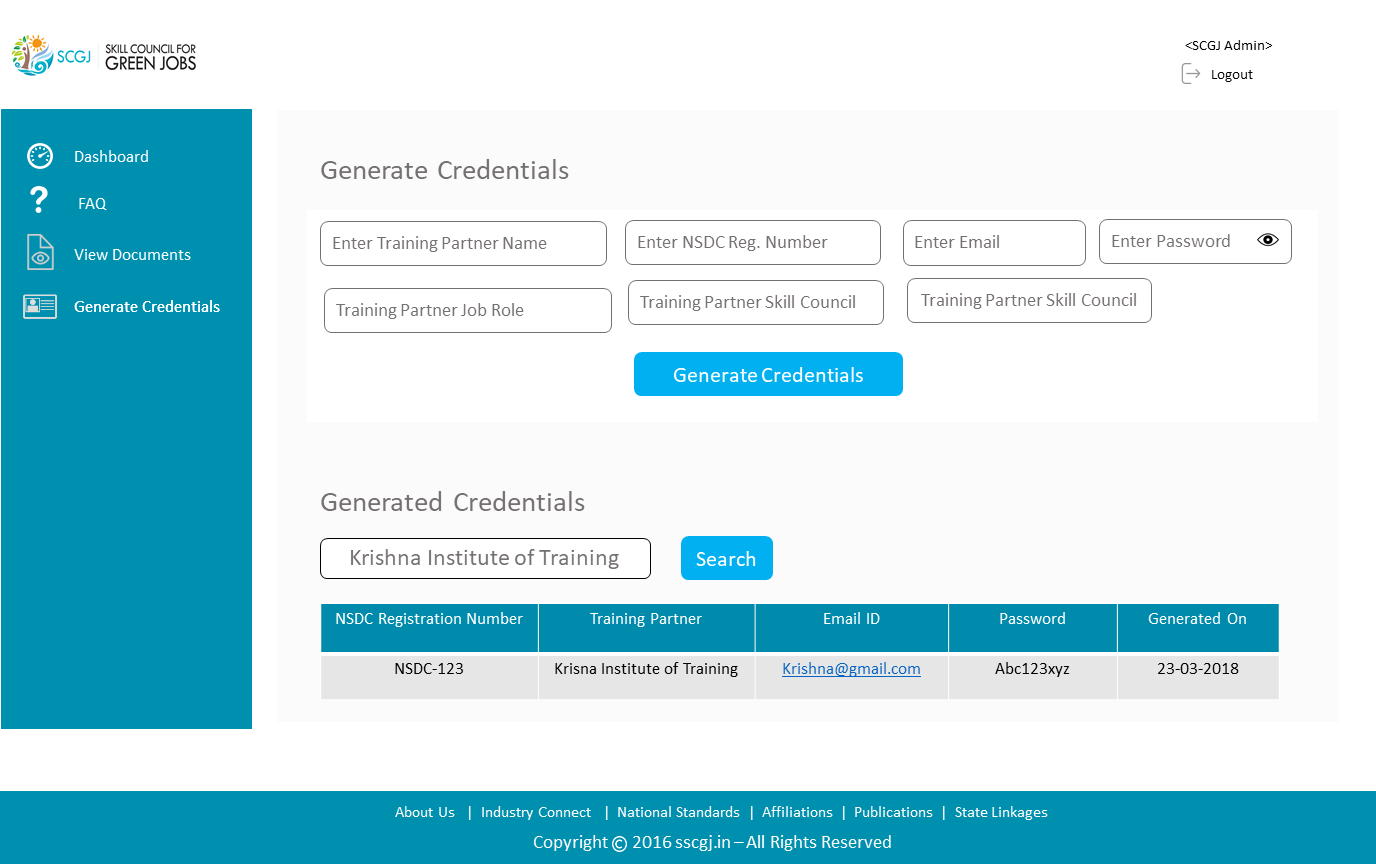 SCGJ SKILL COUNCIL FOR
GREEN JOBS
<SCGJ Admin>
Logout
Dashboard
FAQ
View Documents
Generate Credentials
Generate Credentials
Enter Training Partner Name
Enter NSDC Reg. Number
Enter Email
Enter Password
Training Partner Job Role
Training Partner Skill Council
Training Partner Skill Council
Generate Credentials
Generated Credentials
Krishna Institute of Training
Search
NSDC Registration Number Training Partner Email ID Password Generated On
NSDC-123 Krisna Institute of Training Krishna@gmail.com Abc123xyz 23-03-2018
About Us | Industry Connect | National Standards | Affiliations | Publications | State Linkages
Copyright © 2016 sscgj.in – All Rights Reserved